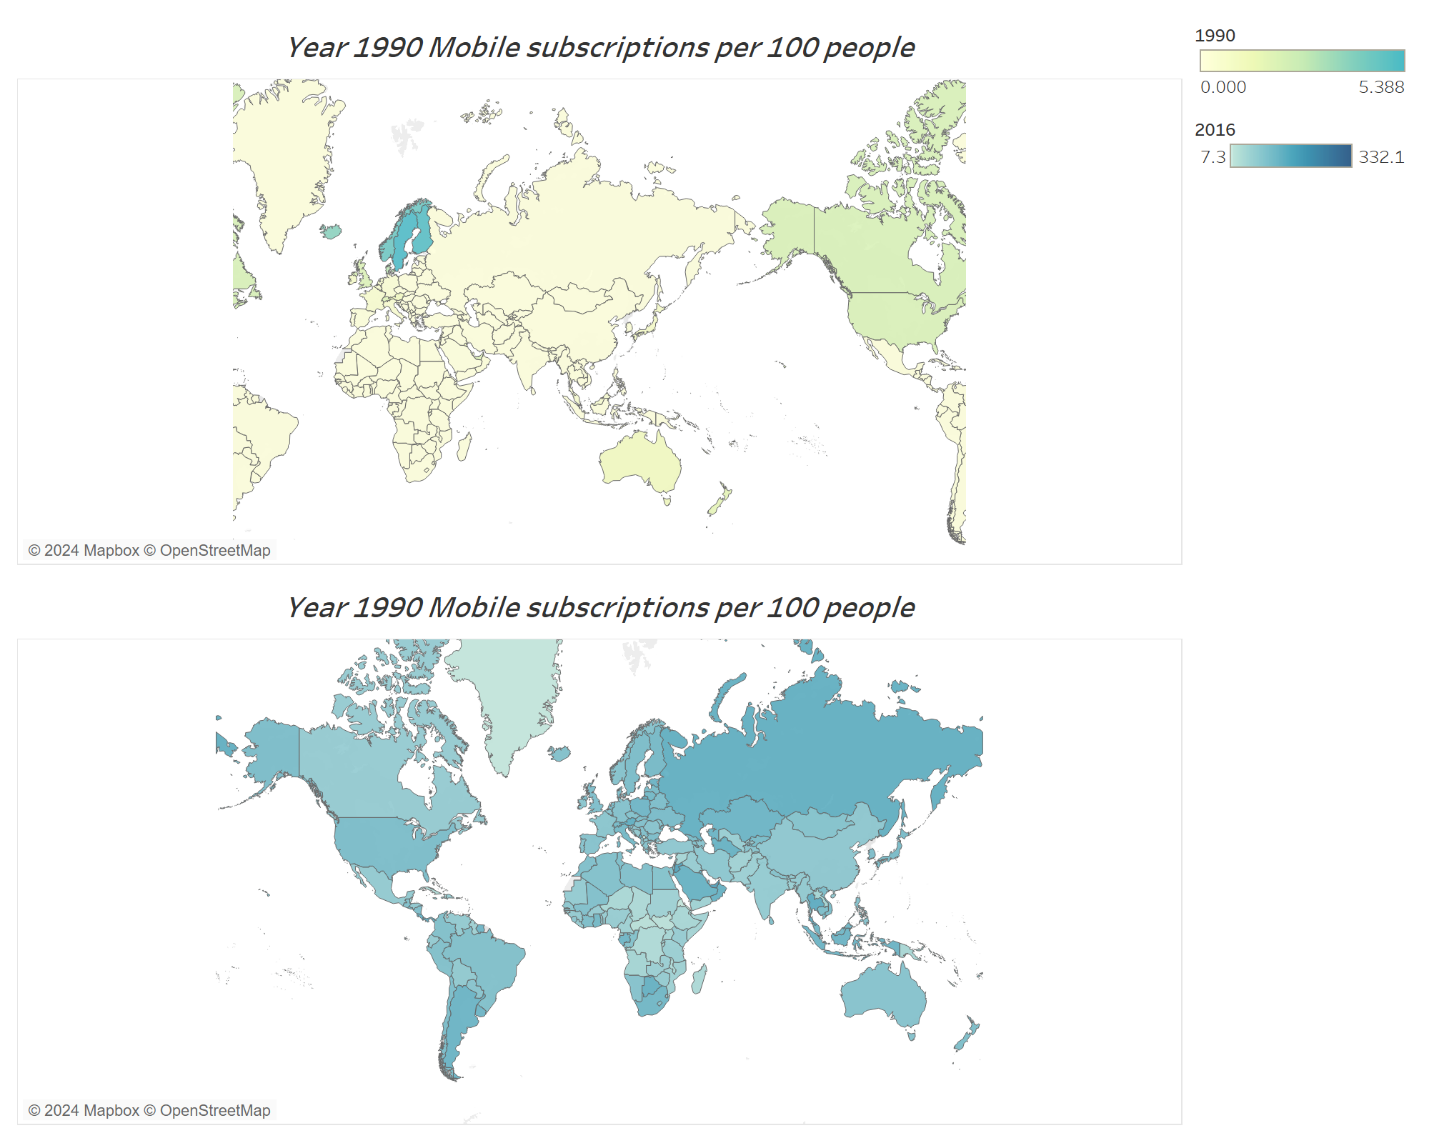 Year 1990 Mobile subscriptions per 100 people
1990
0.000 5.388
2016
7.3 332.1
© 2024 Mapbox © OpenStreetMap
Year 1990 Mobile subscriptions per 100 people
© 2024 Mapbox © OpenStreetMap